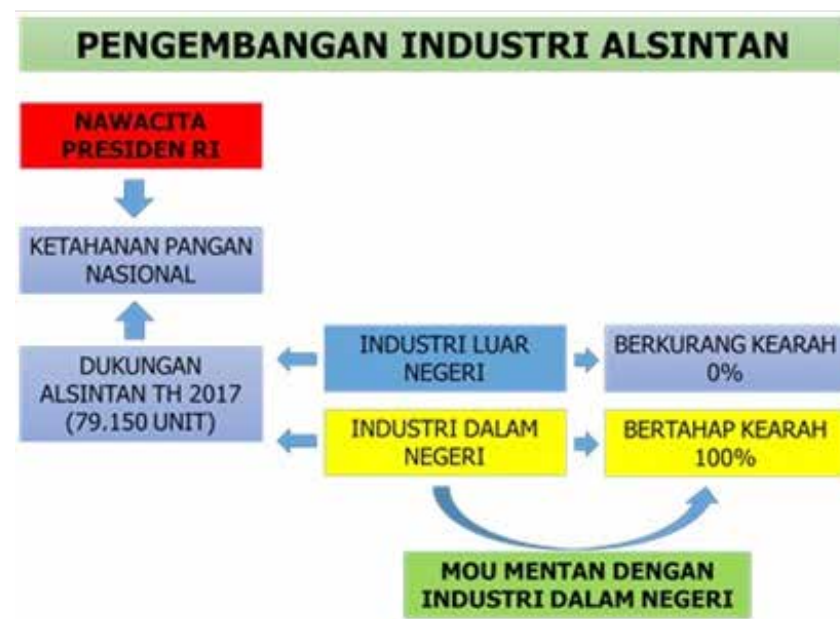 PENGEMBANGAN INDUSTRI ALSINTAN
NAWACITA
PRESIDEN RI
KETAHANAN PANGAN
NASIONAL
DUKUNGAN
ALSINTAN TH 2017
(79.150 UNIT)
INDUSTRI LUAR
NEGERI
BERKURANG KEARAH
0%
INDUSTRI DALAM
NEGERI
BERTAHAP KEARAH
100%
MOU MENTAN DENGAN
INDUSTRI DALAM NEGERI